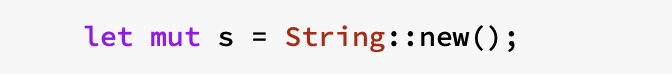 let mut s = String::new();